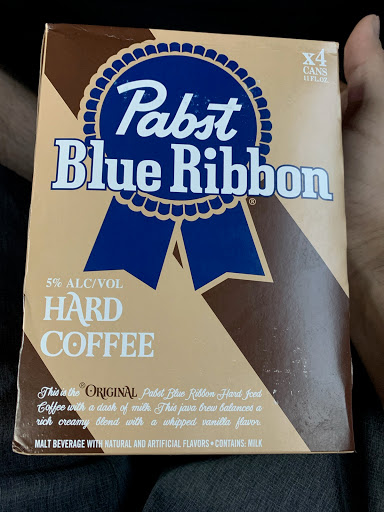 x4
CANS
11 FL. OZ.
Pabst
Blue Ribbon®
5% ALC/VOL
HARD
COFFEE
This is the ®ORIGINAL Pabst Blue Ribbon Hard Iced
Coffee with a dash of milk. This java brew balances a
rich creamy blend with a whipped vanilla flavor.
MALT BEVERAGE WITH NATURAL AND ARTIFICIAL FLAVORS • CONTAINS: MILK